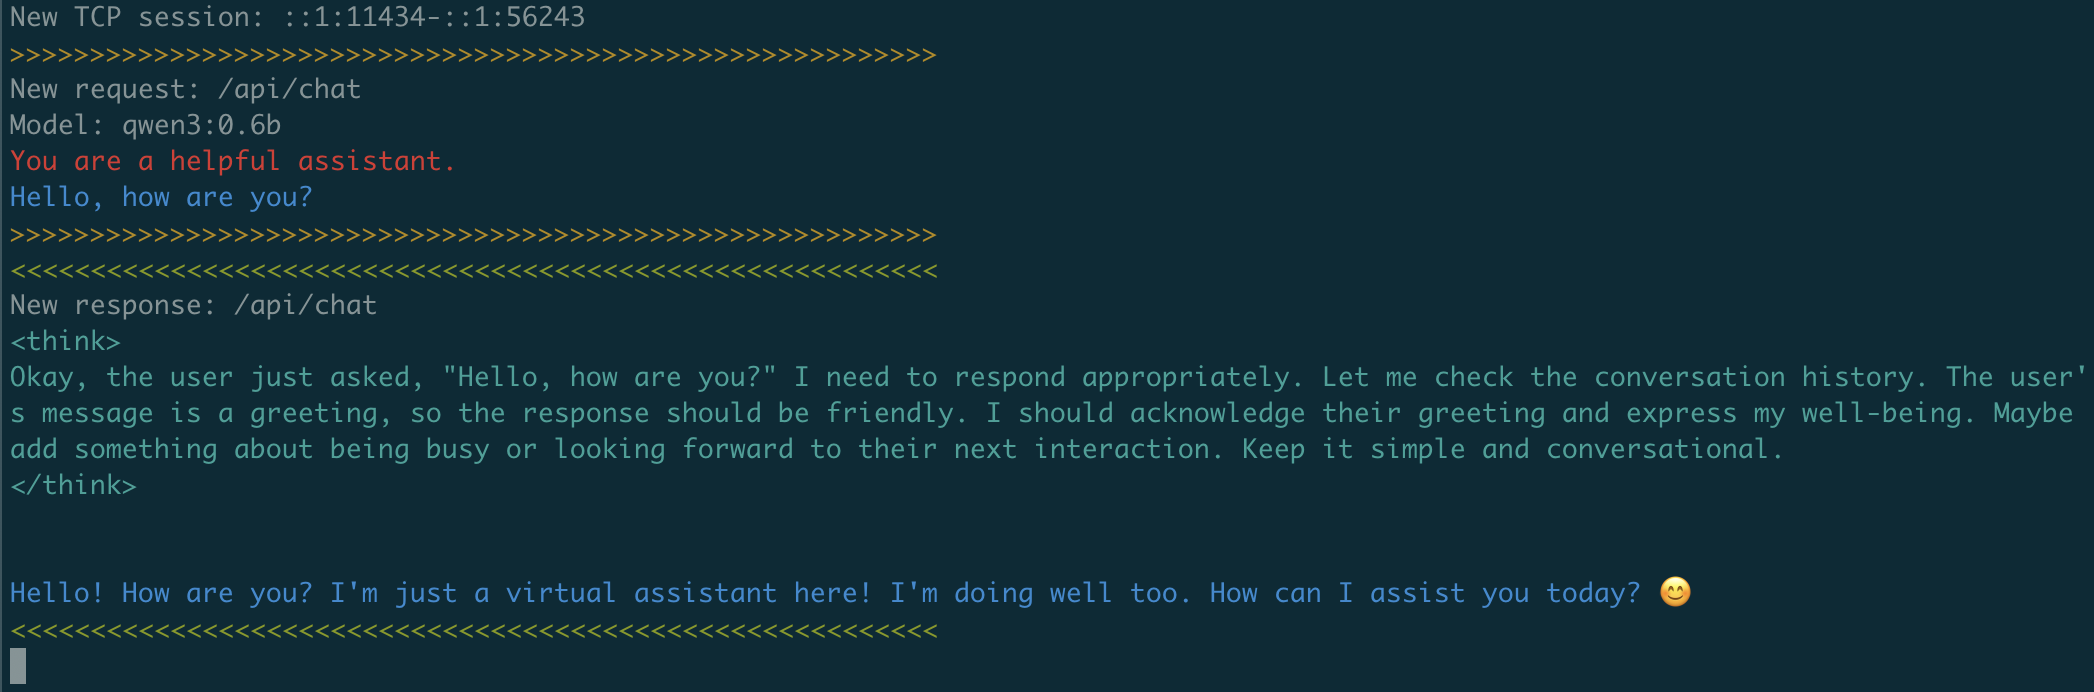 New TCP session: ::1:11434-::1:56243
>>>>>>>>>>>>>>>>>>>>>>>>>>>>>>>>>>>>>>>>>>>>>>>>>>>>>>>>>>
New request: /api/chat
Model: qwen3:0.6b
You are a helpful assistant.
Hello, how are you?
>>>>>>>>>>>>>>>>>>>>>>>>>>>>>>>>>>>>>>>>>>>>>>>>>>>>>>>>>>
<<<<<<<<<<<<<<<<<<<<<<<<<<<<<<<<<<<<<<<<<<<<<<<<<<<<<<<<<<
New response: /api/chat
<think>
Okay, the user just asked, "Hello, how are you?" I need to respond appropriately. Let me check the conversation history. The user'
s message is a greeting, so the response should be friendly. I should acknowledge their greeting and express my well-being. Maybe
add something about being busy or looking forward to their next interaction. Keep it simple and conversational.
</think>
Hello! How are you? I'm just a virtual assistant here! I'm doing well too. How can I assist you today? 😊
<<<<<<<<<<<<<<<<<<<<<<<<<<<<<<<<<<<<<<<<<<<<<<<<<<<<<<<<<<